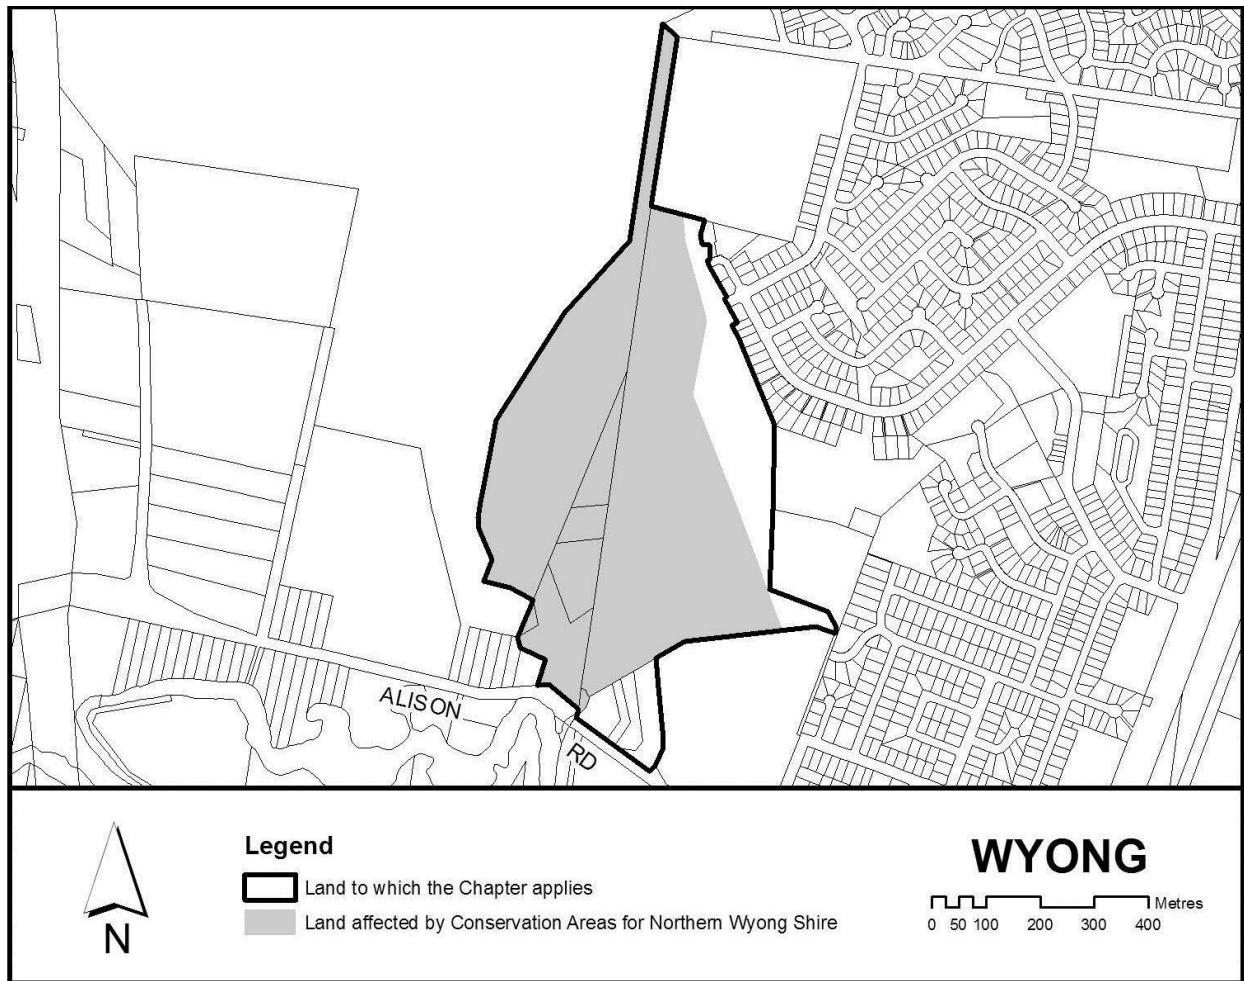 ALISON
RD
N
Legend
Land to which the Chapter applies
Land affected by Conservation Areas for Northern Wyong Shire
WYONG
Metres
0 50 100 200 300 400